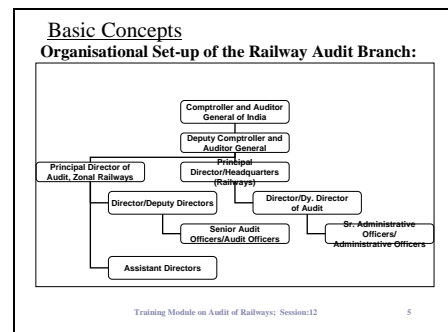 Basic Concepts
Organisational Set-up of the Railway Audit Branch:
Comptroller and Auditor
General of India
Deputy Comptroller and
Auditor General
Principal Director of
Audit, Zonal Railways
Principal
Director/Headquarters
(Railways)
Director/Deputy Directors
Director/Dy. Director
of Audit
Senior Audit
Officers/Audit Officers
Sr. Administrative
Officers/
Administrative Officers
Assistant Directors
Training Module on Audit of Railways; Session:12
5